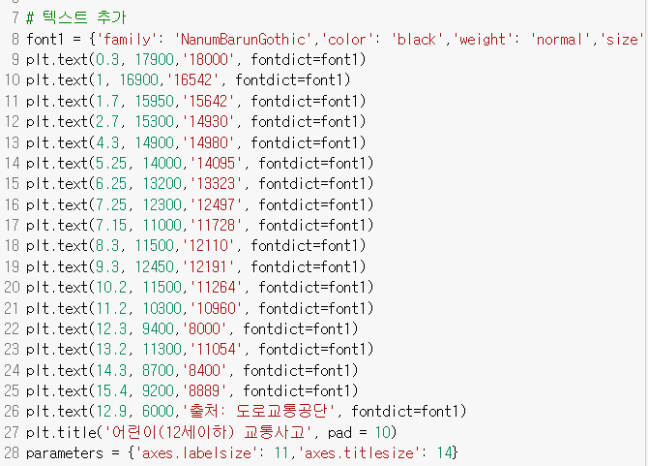 7 # 텍스트 추가
8 font1 = {'family': 'NanumBarunGothic','color': 'black','weight': 'normal','size'
9 plt.text(0.3, 17900,'18000', fontdict=font1)
10 plt.text(1, 16900,'16542', fontdict=font1)
11 plt.text(1.7, 15950,'15642', fontdict=font1)
12 plt.text(2.7, 15300,'14930', fontdict=font1)
13 plt.text(4.3, 14900,'14980', fontdict=font1)
14 plt.text(5.25, 14000,'14095', fontdict=font1)
15 plt.text(6.25, 13200,'13323', fontdict=font1)
16 plt.text(7.25, 12300,'12497', fontdict=font1)
17 plt.text(7.15, 11000,'11728', fontdict=font1)
18 plt.text(8.3, 11500,'12110', fontdict=font1)
19 plt.text(9.3, 12450,'12191', fontdict=font1)
20 plt.text(10.2, 11500,'11264', fontdict=font1)
21 plt.text(11.2, 10300,'10960', fontdict=font1)
22 plt.text(12.3, 9400,'8000', fontdict=font1)
23 plt.text(13.2, 11300,'11054', fontdict=font1)
24 plt.text(14.3, 8700,'8400', fontdict=font1)
25 plt.text(15.4, 9200,'8889', fontdict=font1)
26 plt.text(12.9, 6000,'출처: 도로교통공단', fontdict=font1)
27 plt.title('어린이(12세이하) 교통사고', pad = 10)
28 parameters = {'axes.labelsize': 11,'axes.titlesize': 14}